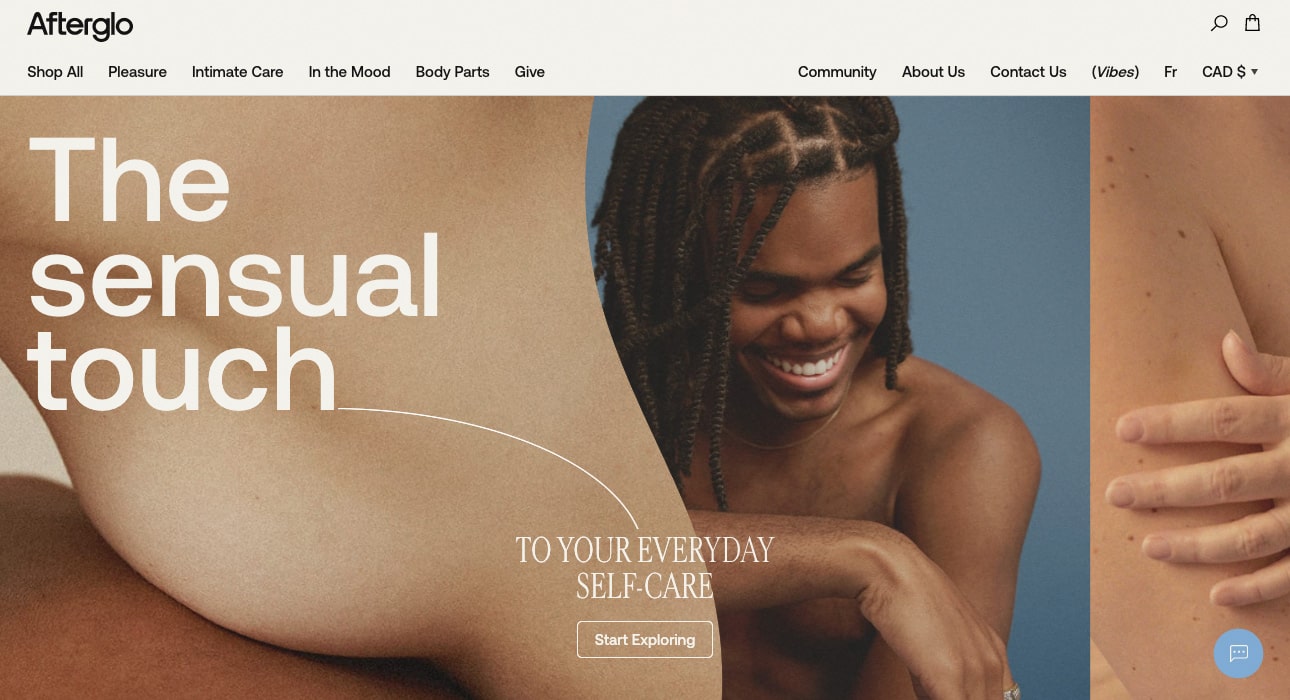 Afterglo
Shop All Pleasure Intimate Care In the Mood Body Parts Give Community About Us Contact Us (Vibes) Fr CAD $
The
sensual
touch
TO YOUR EVERYDAY
SELF-CARE
Start Exploring